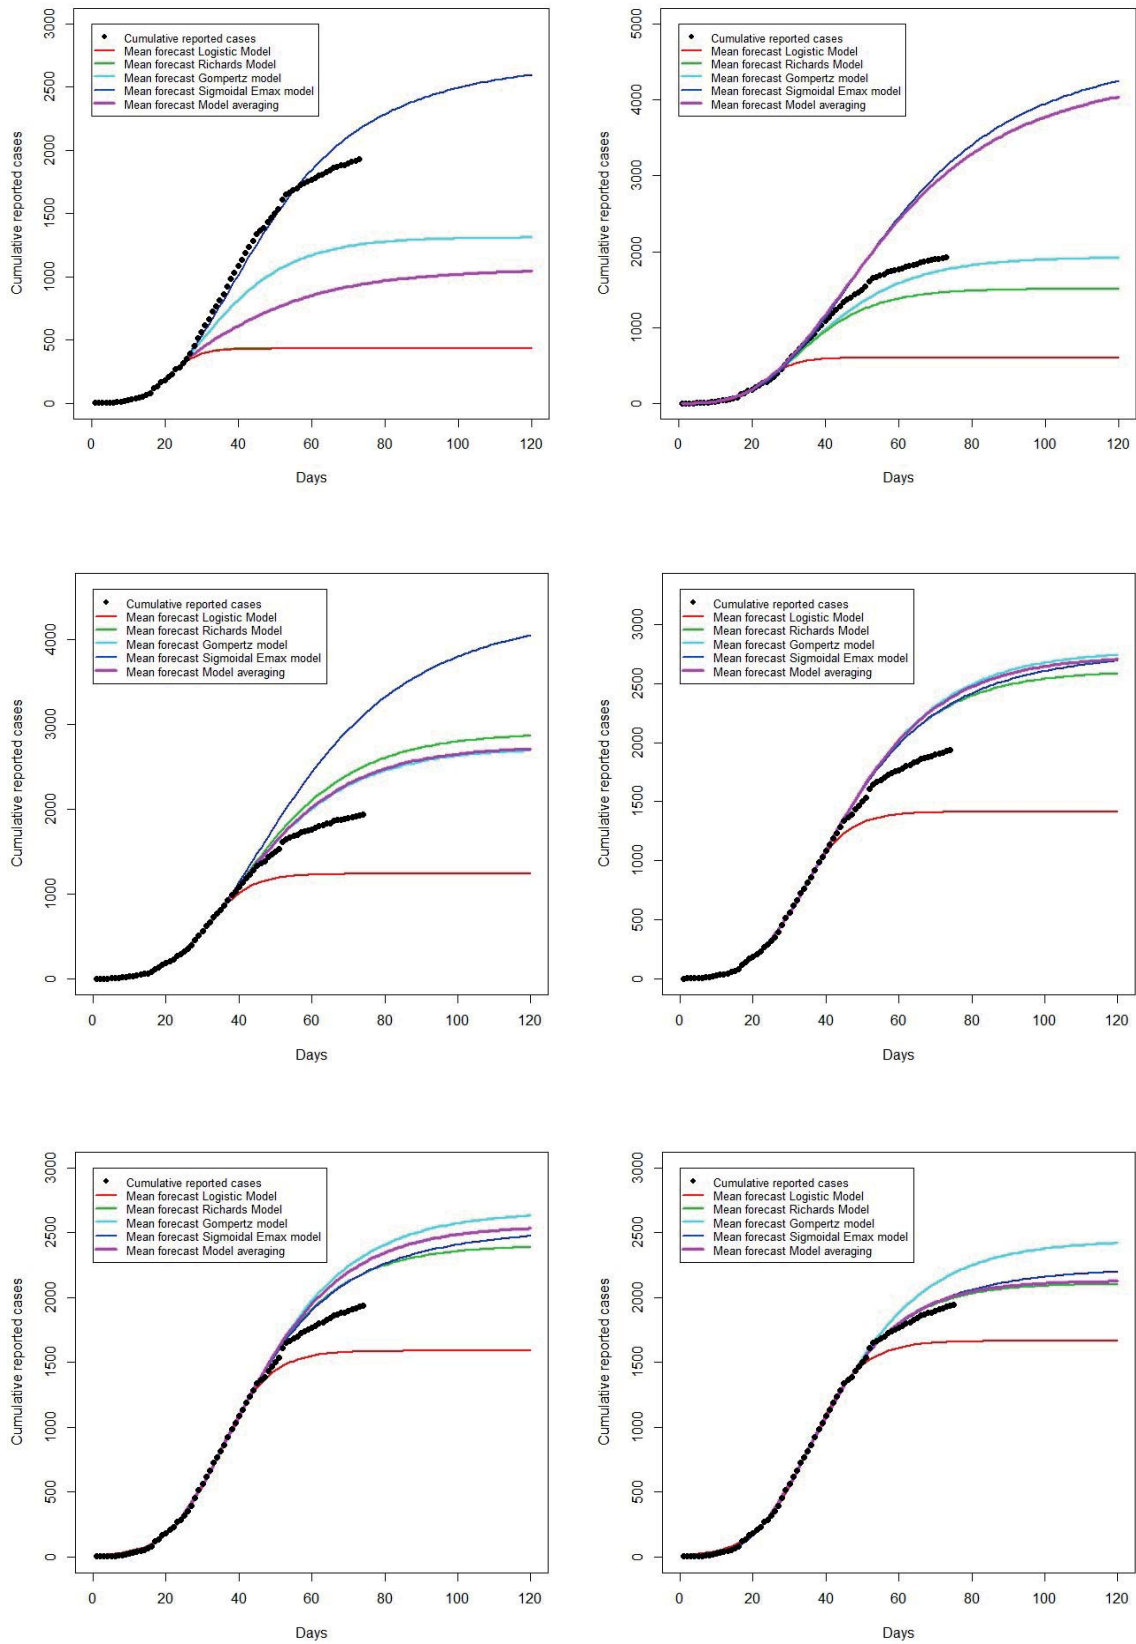 Cumulative reported cases
3000
2500
2000
1500
1000
500
0
Cumulative reported cases
Mean forecast Logistic Model
Mean forecast Richards Model
Mean forecast Gompertz model
Mean forecast Sigmoidal Emax model
Mean forecast Model averaging
0 20 40 60 80 100 120
Days
Cumulative reported cases
5000
4000
3000
2000
1000
0
Cumulative reported cases
Mean forecast Logistic Model
Mean forecast Richards Model
Mean forecast Gompertz model
Mean forecast Sigmoidal Emax model
Mean forecast Model averaging
0 20 40 60 80 100 120
Days
Cumulative reported cases
4000
3000
2000
1000
0
Cumulative reported cases
Mean forecast Logistic Model
Mean forecast Richards Model
Mean forecast Gompertz model
Mean forecast Sigmoidal Emax model
Mean forecast Model averaging
0 20 40 60 80 100 120
Days
Cumulative reported cases
3000
2500
2000
1500
1000
500
0
Cumulative reported cases
Mean forecast Logistic Model
Mean forecast Richards Model
Mean forecast Gompertz model
Mean forecast Sigmoidal Emax model
Mean forecast Model averaging
0 20 40 60 80 100 120
Days
Cumulative reported cases
3000
2500
2000
1500
1000
500
0
Cumulative reported cases
Mean forecast Logistic Model
Mean forecast Richards Model
Mean forecast Gompertz model
Mean forecast Sigmoidal Emax model
Mean forecast Model averaging
0 20 40 60 80 100 120
Days
Cumulative reported cases
3000
2500
2000
1500
1000
500
0
Cumulative reported cases
Mean forecast Logistic Model
Mean forecast Richards Model
Mean forecast Gompertz model
Mean forecast Sigmoidal Emax model
Mean forecast Model averaging
0 20 40 60 80 100 120
Days